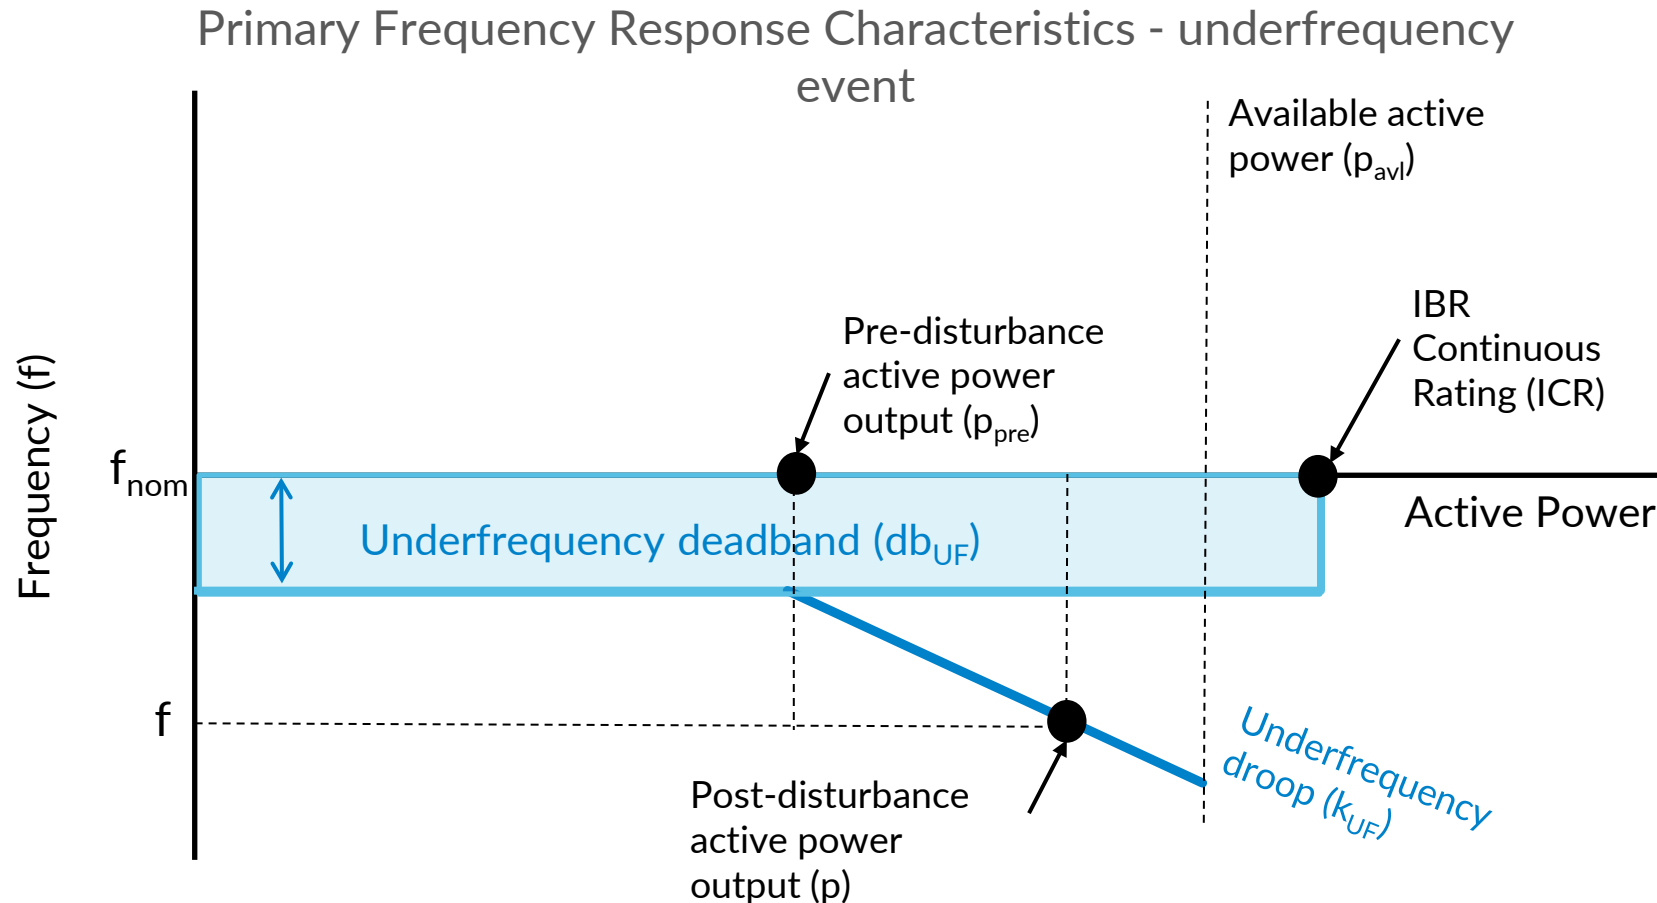 Primary Frequency Response Characteristics - underfrequency
event
Available active
power (pavl)
IBR
Continuous
Rating (ICR)
Pre-disturbance
active power
output (ppre)
Frequency (f)
fnom
Active Power
Underfrequency deadband (dbUF)
f
Underfrequency
droop (kUF)
Post-disturbance
active power
output (p)